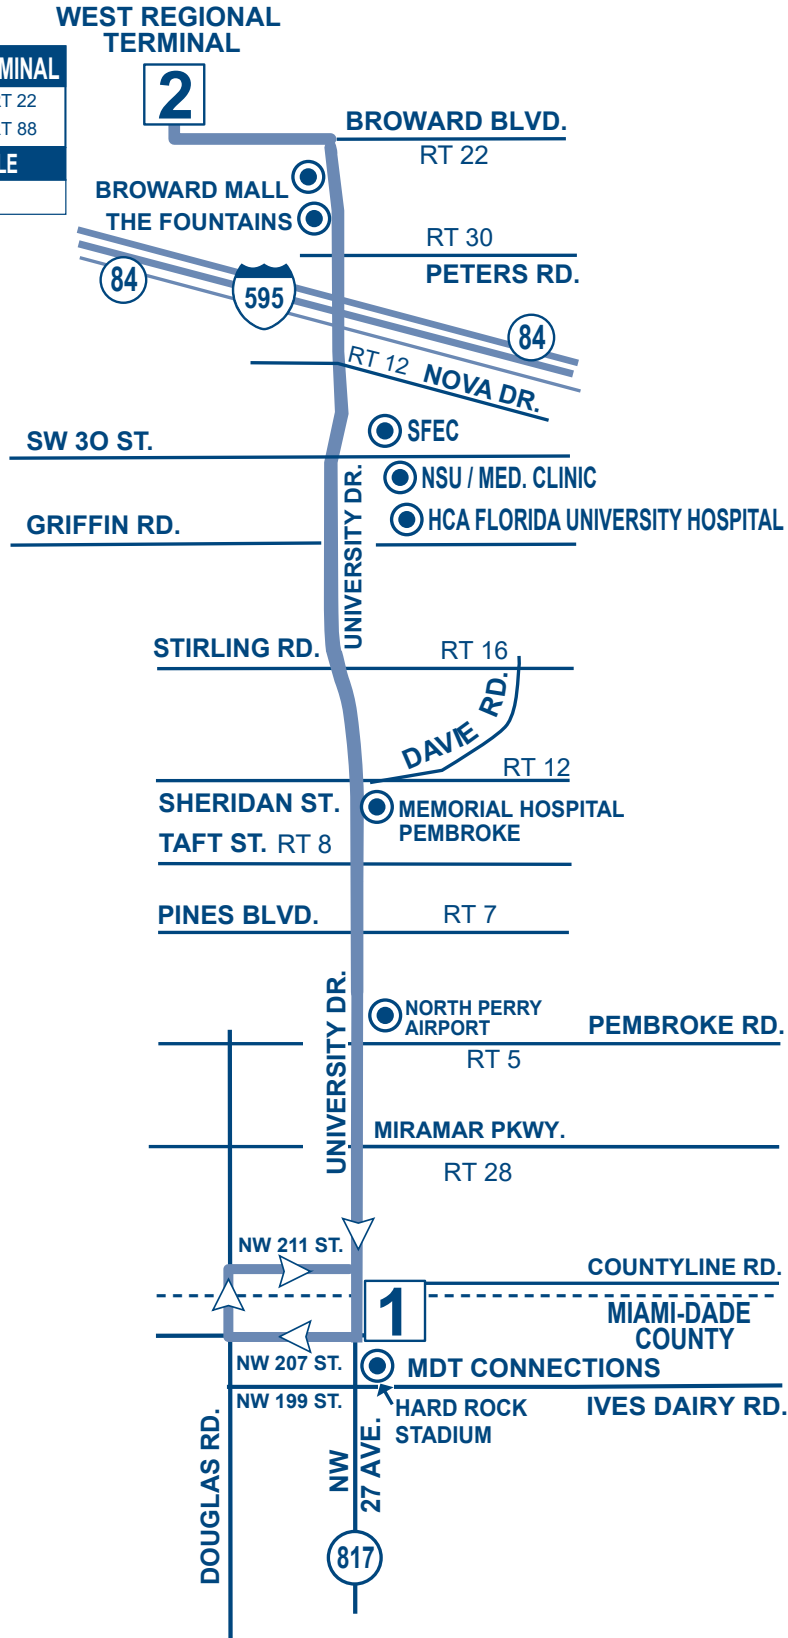 WEST REGIONAL
TERMINAL
RT 22
RT 88
2
BROWARD BLVD.
RT 22
BROWARD MALL
THE FOUNTAINS
RT 30
PETERS RD.
84
595
84
RT 12 NOVA DR.
SFEC
SW 3O ST.
NSU / MED. CLINIC
HCA FLORIDA UNIVERSITY HOSPITAL
GRIFFIN RD.
UNIVERSITY DR.
STIRLING RD.
RT 16
DAVIE RD.
RT 12
SHERIDAN ST.
MEMORIAL HOSPITAL
PEMBROKE
TAFT ST. RT 8
PINES BLVD.
RT 7
UNIVERSITY DR.
NORTH PERRY
AIRPORT
PEMBROKE RD.
RT 5
MIRAMAR PKWY.
RT 28
NW 211 ST.
COUNTYLINE RD.
1
MIAMI-DADE
COUNTY
NW 207 ST.
MDT CONNECTIONS
NW 199 ST.
HARD ROCK
STADIUM
IVES DAIRY RD.
DOUGLAS RD.
NW
27 AVE.
817